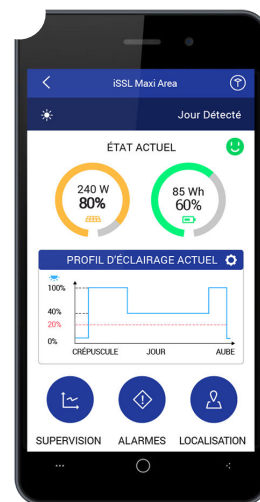 iSSL Maxi Area
Jour Détecté
ÉTAT ACTUEL
240 W
80%
85 Wh
60%
PROFIL D'ÉCLAIRAGE ACTUEL
100%
40%
20%
0%
CRÉPUSCULE JOUR AUBE
SUPERVISION ALARMES LOCALISATION